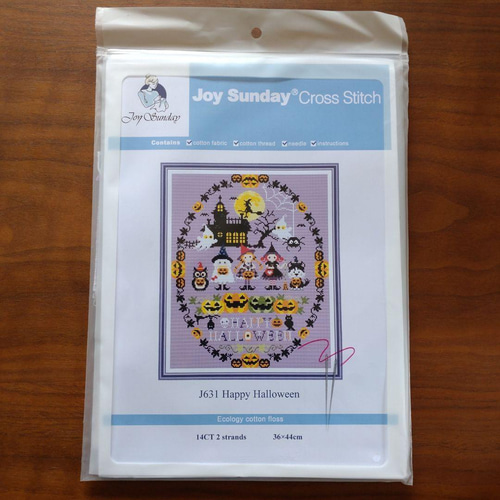 Joy Sunday® Cross Stitch
Joy Sunday
Contains ☑cotton fabric ☑cotton thread ☑needle ☑instructions
HAPPY
HALLOWEEN
J631 Happy Halloween
Ecology cotton floss
14CT 2 strands 36×44cm